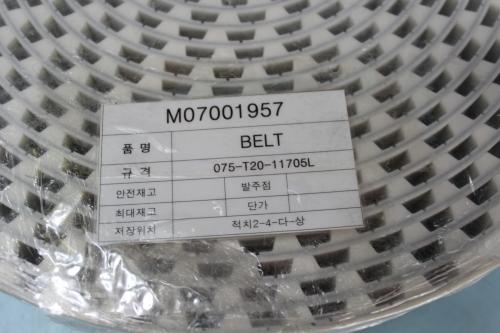 M07001957
품 명 BELT
규 격 075-T20-11705L
안전재고 발주점
최대재고 단가
저장위치 적치2-4-다-상